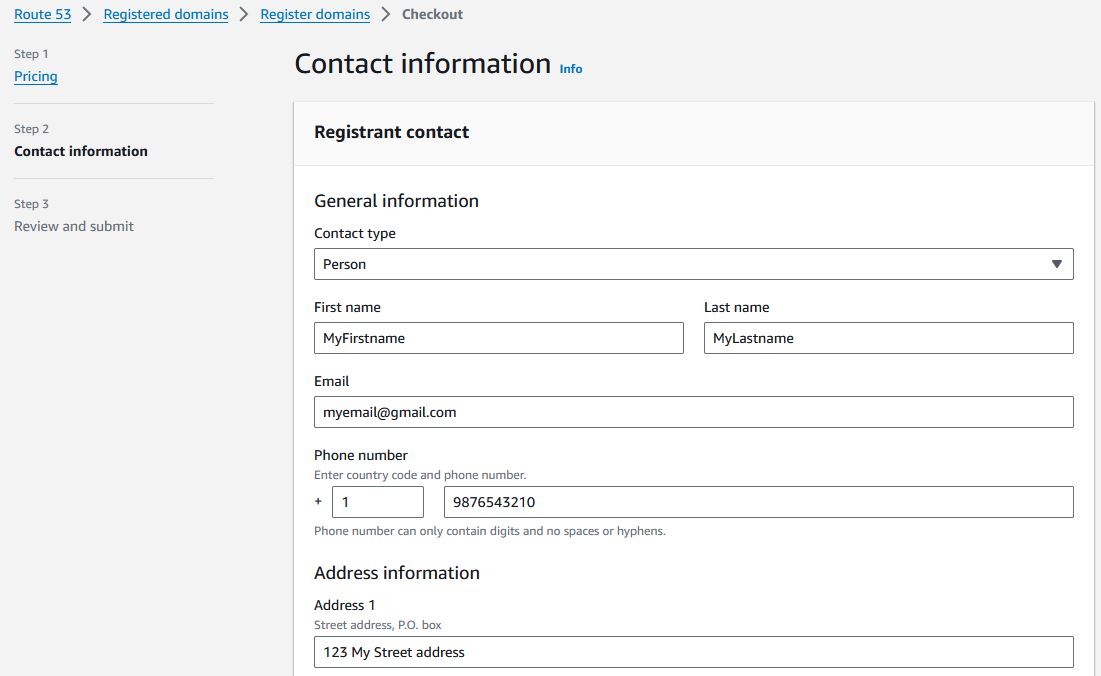 Route 53 > Registered domains > Register domains > Checkout
Step 1
Pricing
Step 2
Contact information
Step 3
Review and submit
Contact information Info
Registrant contact
General information
Contact type
Person
First name Last name
MyFirstname MyLastname
Email
myemail@gmail.com
Phone number
Enter country code and phone number.
+ 1 9876543210
Phone number can only contain digits and no spaces or hyphens.
Address information
Address 1
Street address, P.O. box
123 My Street address